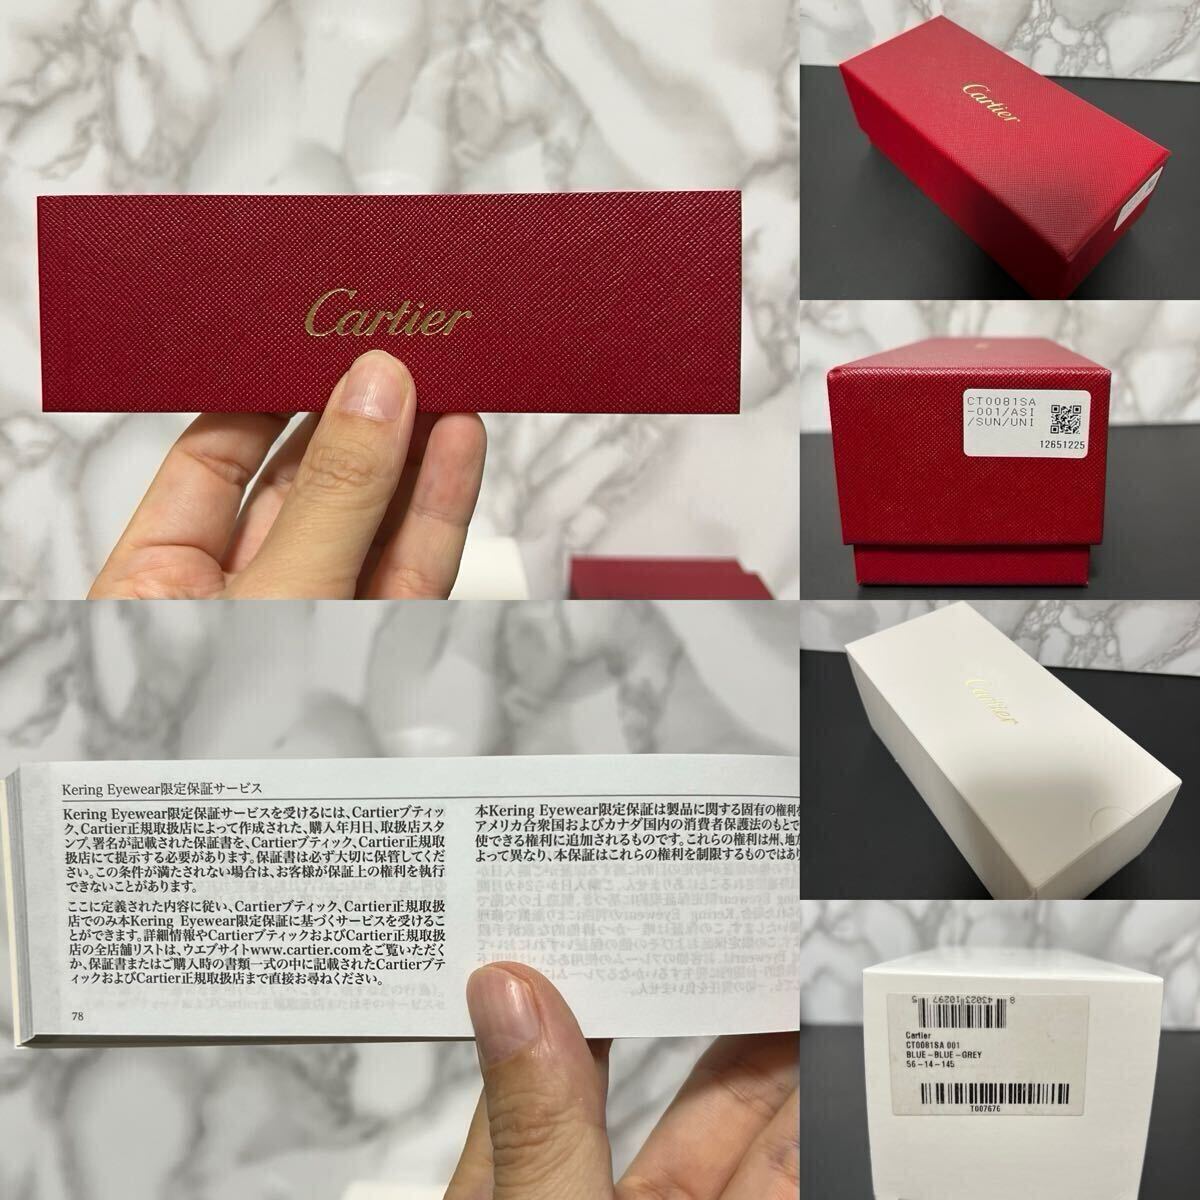 Cartier
Cartier
CT0081SA
-001/ASI
/SUN/UNI
12651225
Kering Eyewear限定保証サービス
Kering Eyewear限定保証サービスを受けるには、Cartierブティッ
ク、Cartier正規取扱店によって作成された、購入年月日、取扱店スタ
ンプ、署名が記載された保証書を、Cartierブティック、Cartier正規取
扱店にて提示する必要があります。保証書は必ず大切に保管してくだ
さい。この条件が満たされない場合は、お客様が保証上の権利を執行
できないことがあります。
ここに定義された内容に従い、Cartierブティック、Cartier正規取扱
店でのみ本Kering Eyewear限定保証に基づくサービスを受けるこ
とができます。詳細情報やCartierブティックおよびCartier正規取扱
店の全店舗リストは、ウエブサイトwww.cartier.comをご覧いただく
か、保証書またはご購入時の書類一式の中に記載されたCartierブテ
ィックおよびCartier正規取扱店まで直接お尋ねください。
78
本Kering Eyewear限定保証は製品に関する固有の権利を
アメリカ合衆国およびカナダ国内の消費者保護法のもとで
使できる権利に追加されるものです。これらの権利は州、地方
よって異なり、本保証はこれらの権利を制限するものではあり
Cartier
8 43023 10297 5
Cartier
CT0081SA 001
BLUE-BLUE-GREY
56-14-145
T007676